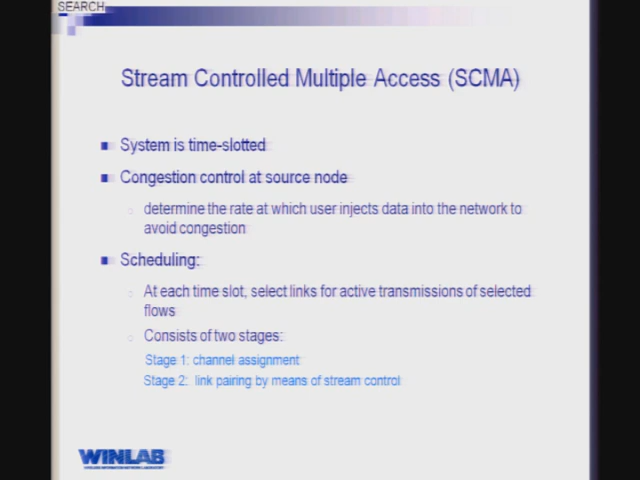 SEARCH
Stream Controlled Multiple Access (SCMA)
System is time-slotted
Congestion control at source node
determine the rate at which user injects data into the network to
avoid congestion
Scheduling:
At each time slot, select links for active transmissions of selected
flows
Consists of two stages:
Stage 1: channel assignment
Stage 2: link pairing by means of stream control
WINLAB